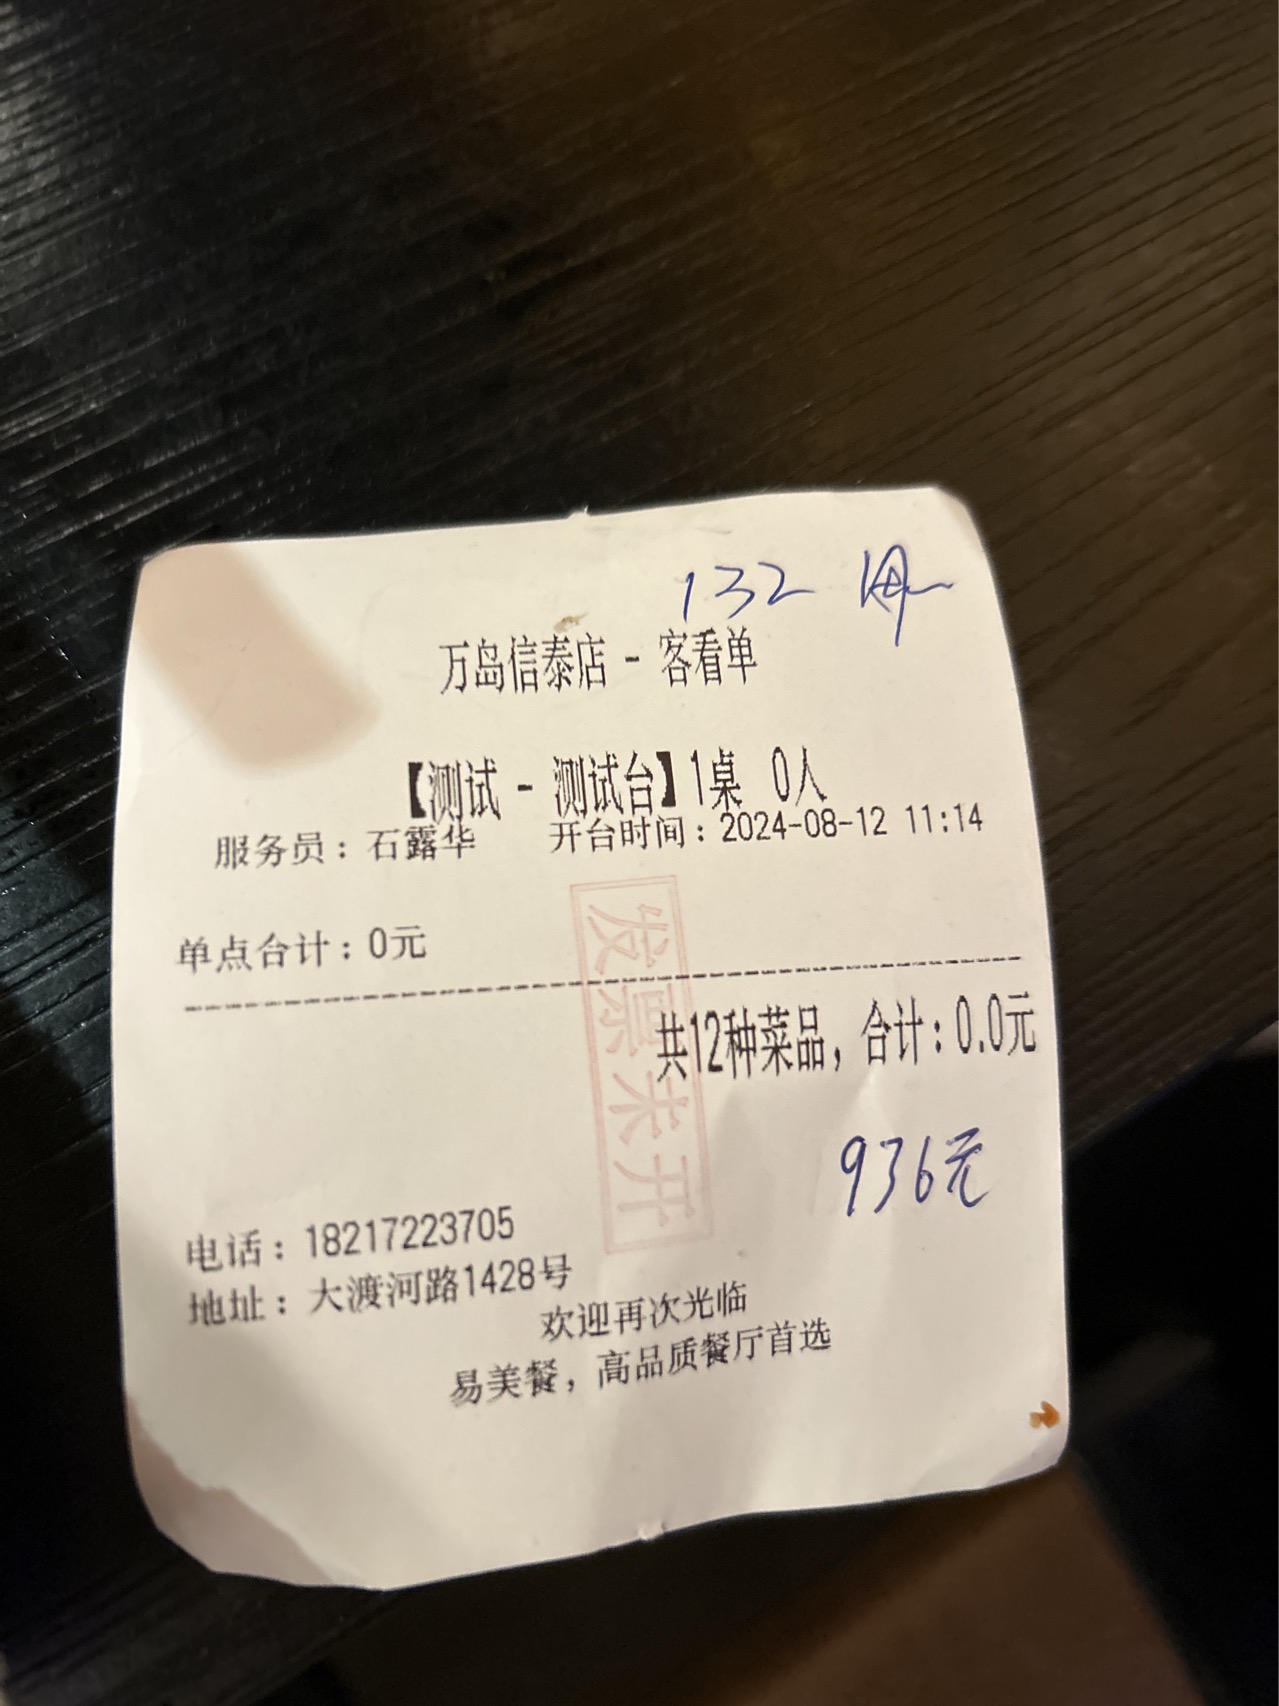 132
万岛信泰店 - 客看单
【测试 - 测试台】1桌 0人
服务员：石露华 开台时间：2024-08-12 11:14
单点合计：0元
发票未开
共12种菜品，合计：0.0元
936元
电话：18217223705
地址：大渡河路1428号
欢迎再次光临
易美餐，高品质餐厅首选